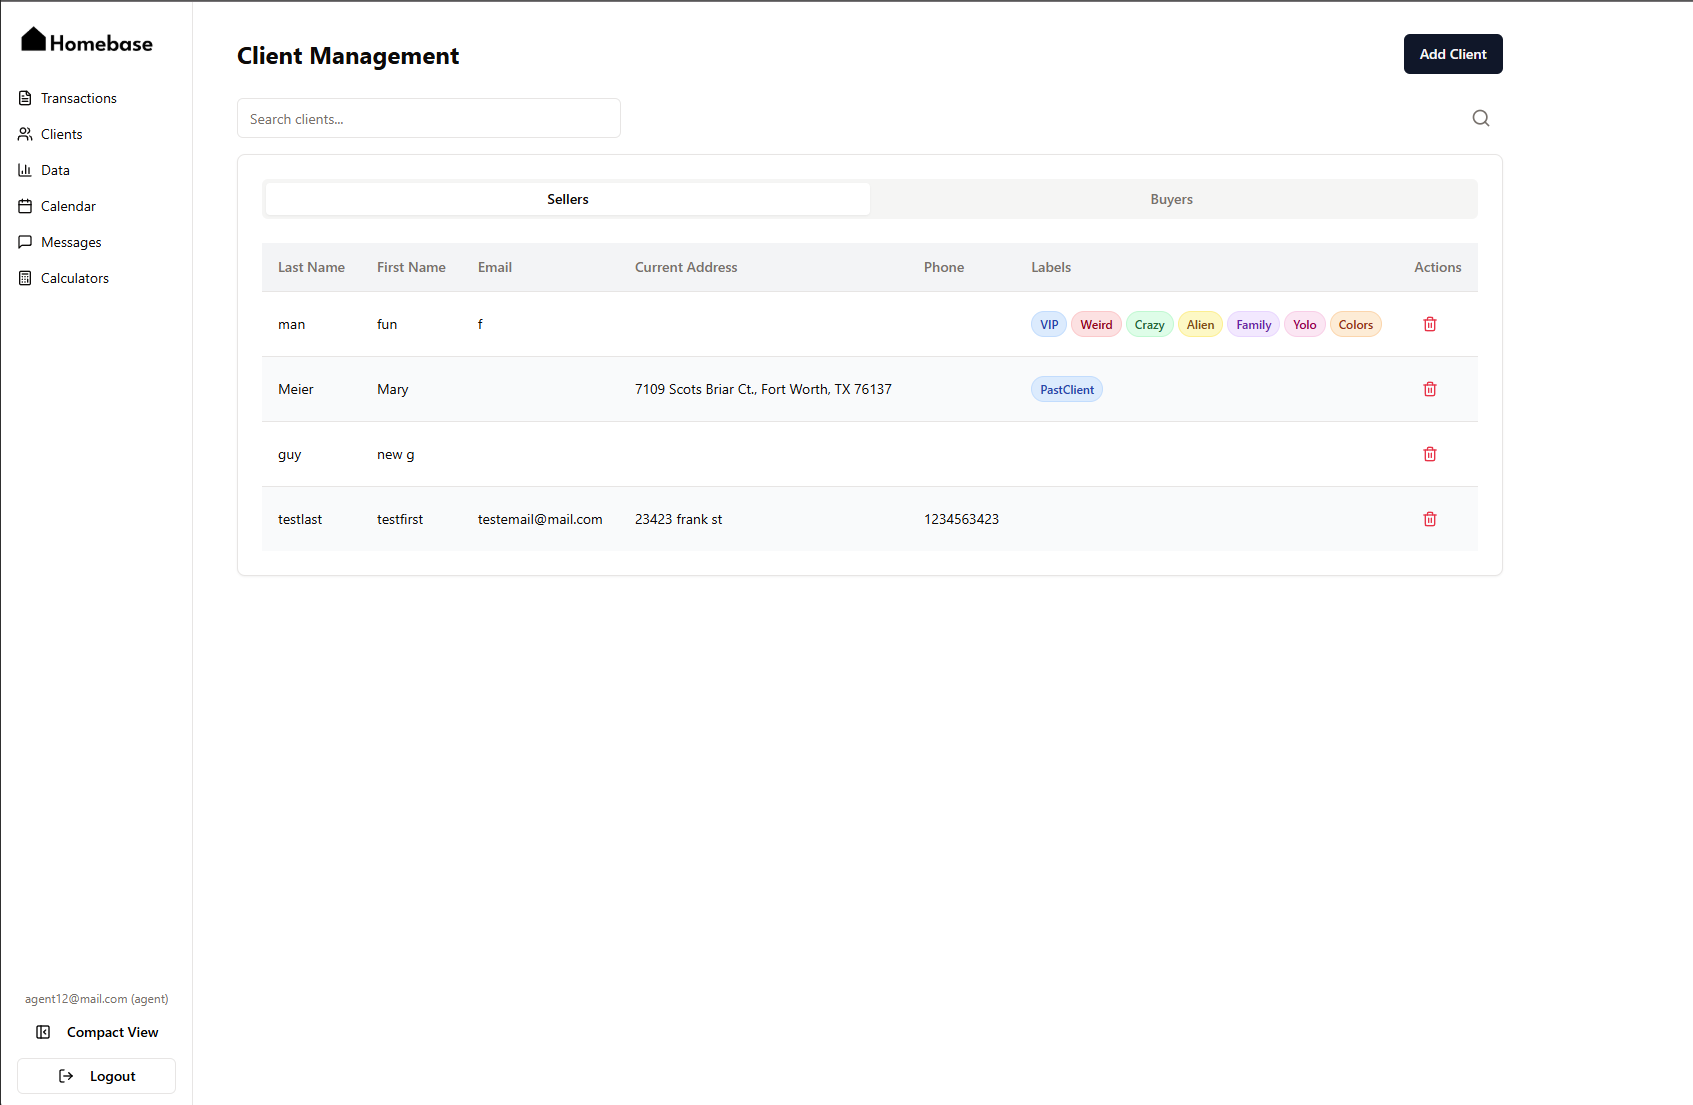 Homebase
Transactions
Clients
Data
Calendar
Messages
Calculators
agent12@mail.com (agent)
Compact View
Logout
Client Management
Add Client
Search clients...
Sellers Buyers
Last Name First Name Email Current Address Phone Labels Actions
man fun f VIP Weird Crazy Alien Family Yolo Colors
Meier Mary 7109 Scots Briar Ct., Fort Worth, TX 76137 PastClient
guy new g
testlast testfirst testemail@mail.com 23423 frank st 1234563423